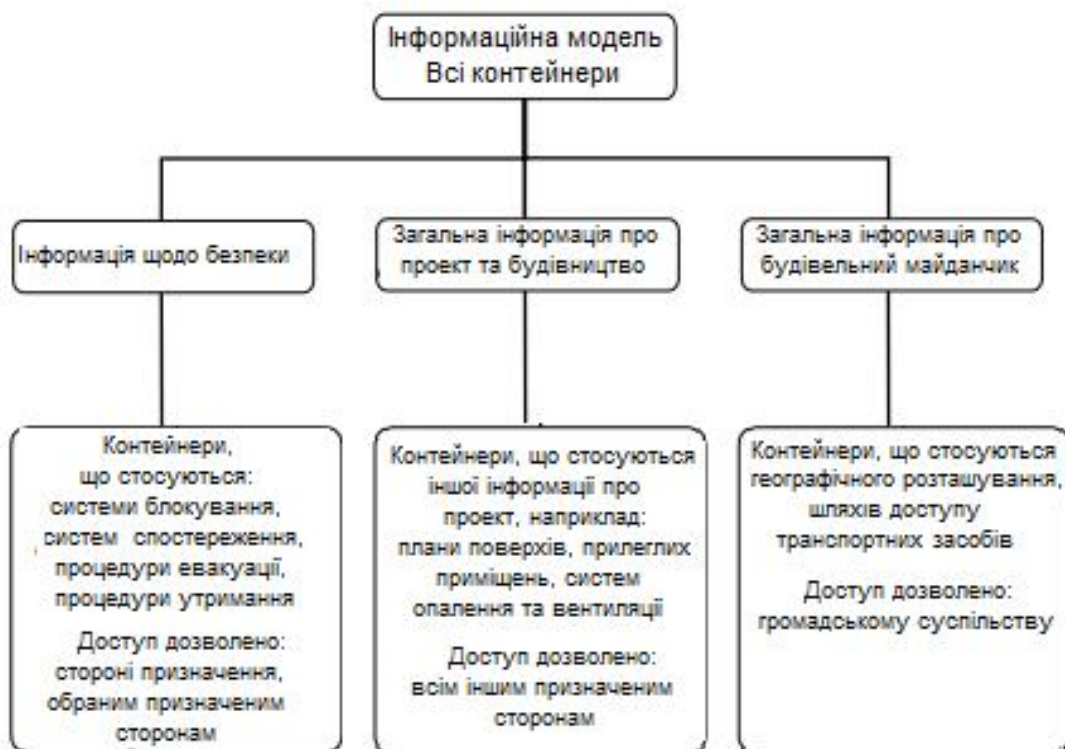 Інформаційна модель
Всі контейнери
Інформація щодо безпеки
Загальна інформація про
проект та будівництво
Загальна інформація про
будівельний майданчик
Контейнери,
що стосуються:
системи блокування,
систем спостереження,
процедури евакуації,
процедури утримання
Доступ дозволено:
стороні призначення,
обраним призначеним
сторонам
Контейнери, що стосуються
іншої інформації про
проект, наприклад:
плани поверхів, прилеглих
приміщень, систем
опалення та вентиляції
Доступ дозволено:
всім іншим призначеним
сторонам
Контейнери, що стосуються
географічного розташування,
шляхів доступу
транспортних засобів
Доступ дозволено:
громадському суспільству